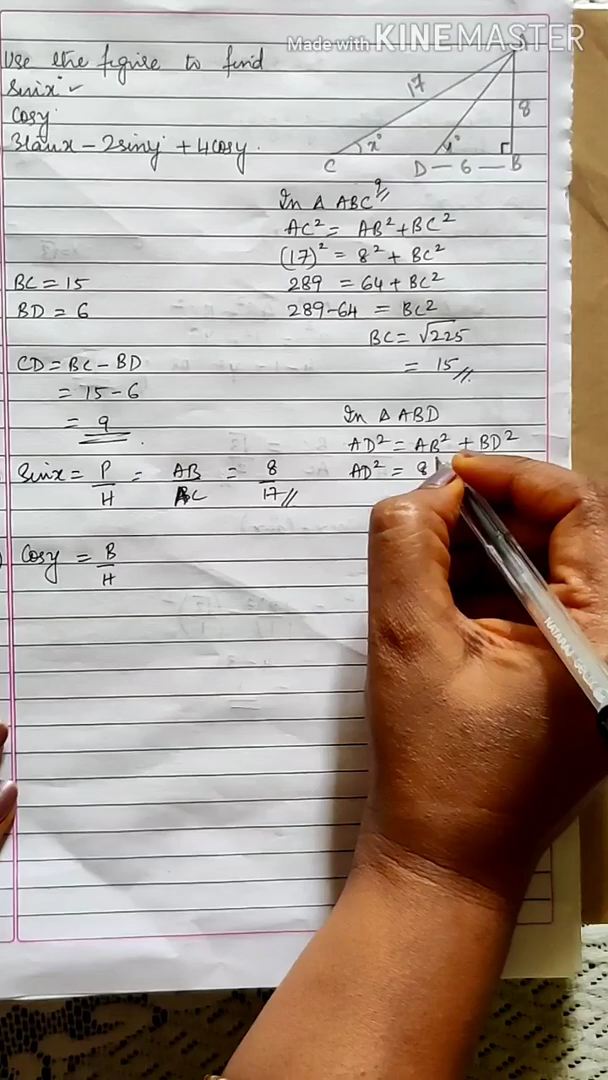 Made with KINEMASTER
Use the figure to find
Sinx°
Cosy°
3tanx - 2siny + 4cosy.
17
8
x°
y°
C D - 6 - B
In △ ABC
AC² = AB² + BC²
(17)² = 8² + BC²
289 = 64 + BC²
289-64 = BC²
BC = √225
= 15//
BC = 15
BD = 6
CD = BC - BD
= 15 - 6
= 9
In △ ABD
AD² = AB² + BD²
AD² = 8
Sinx = P/H = AB/AC = 8/17//
Cosy = B/H
NATARAJ